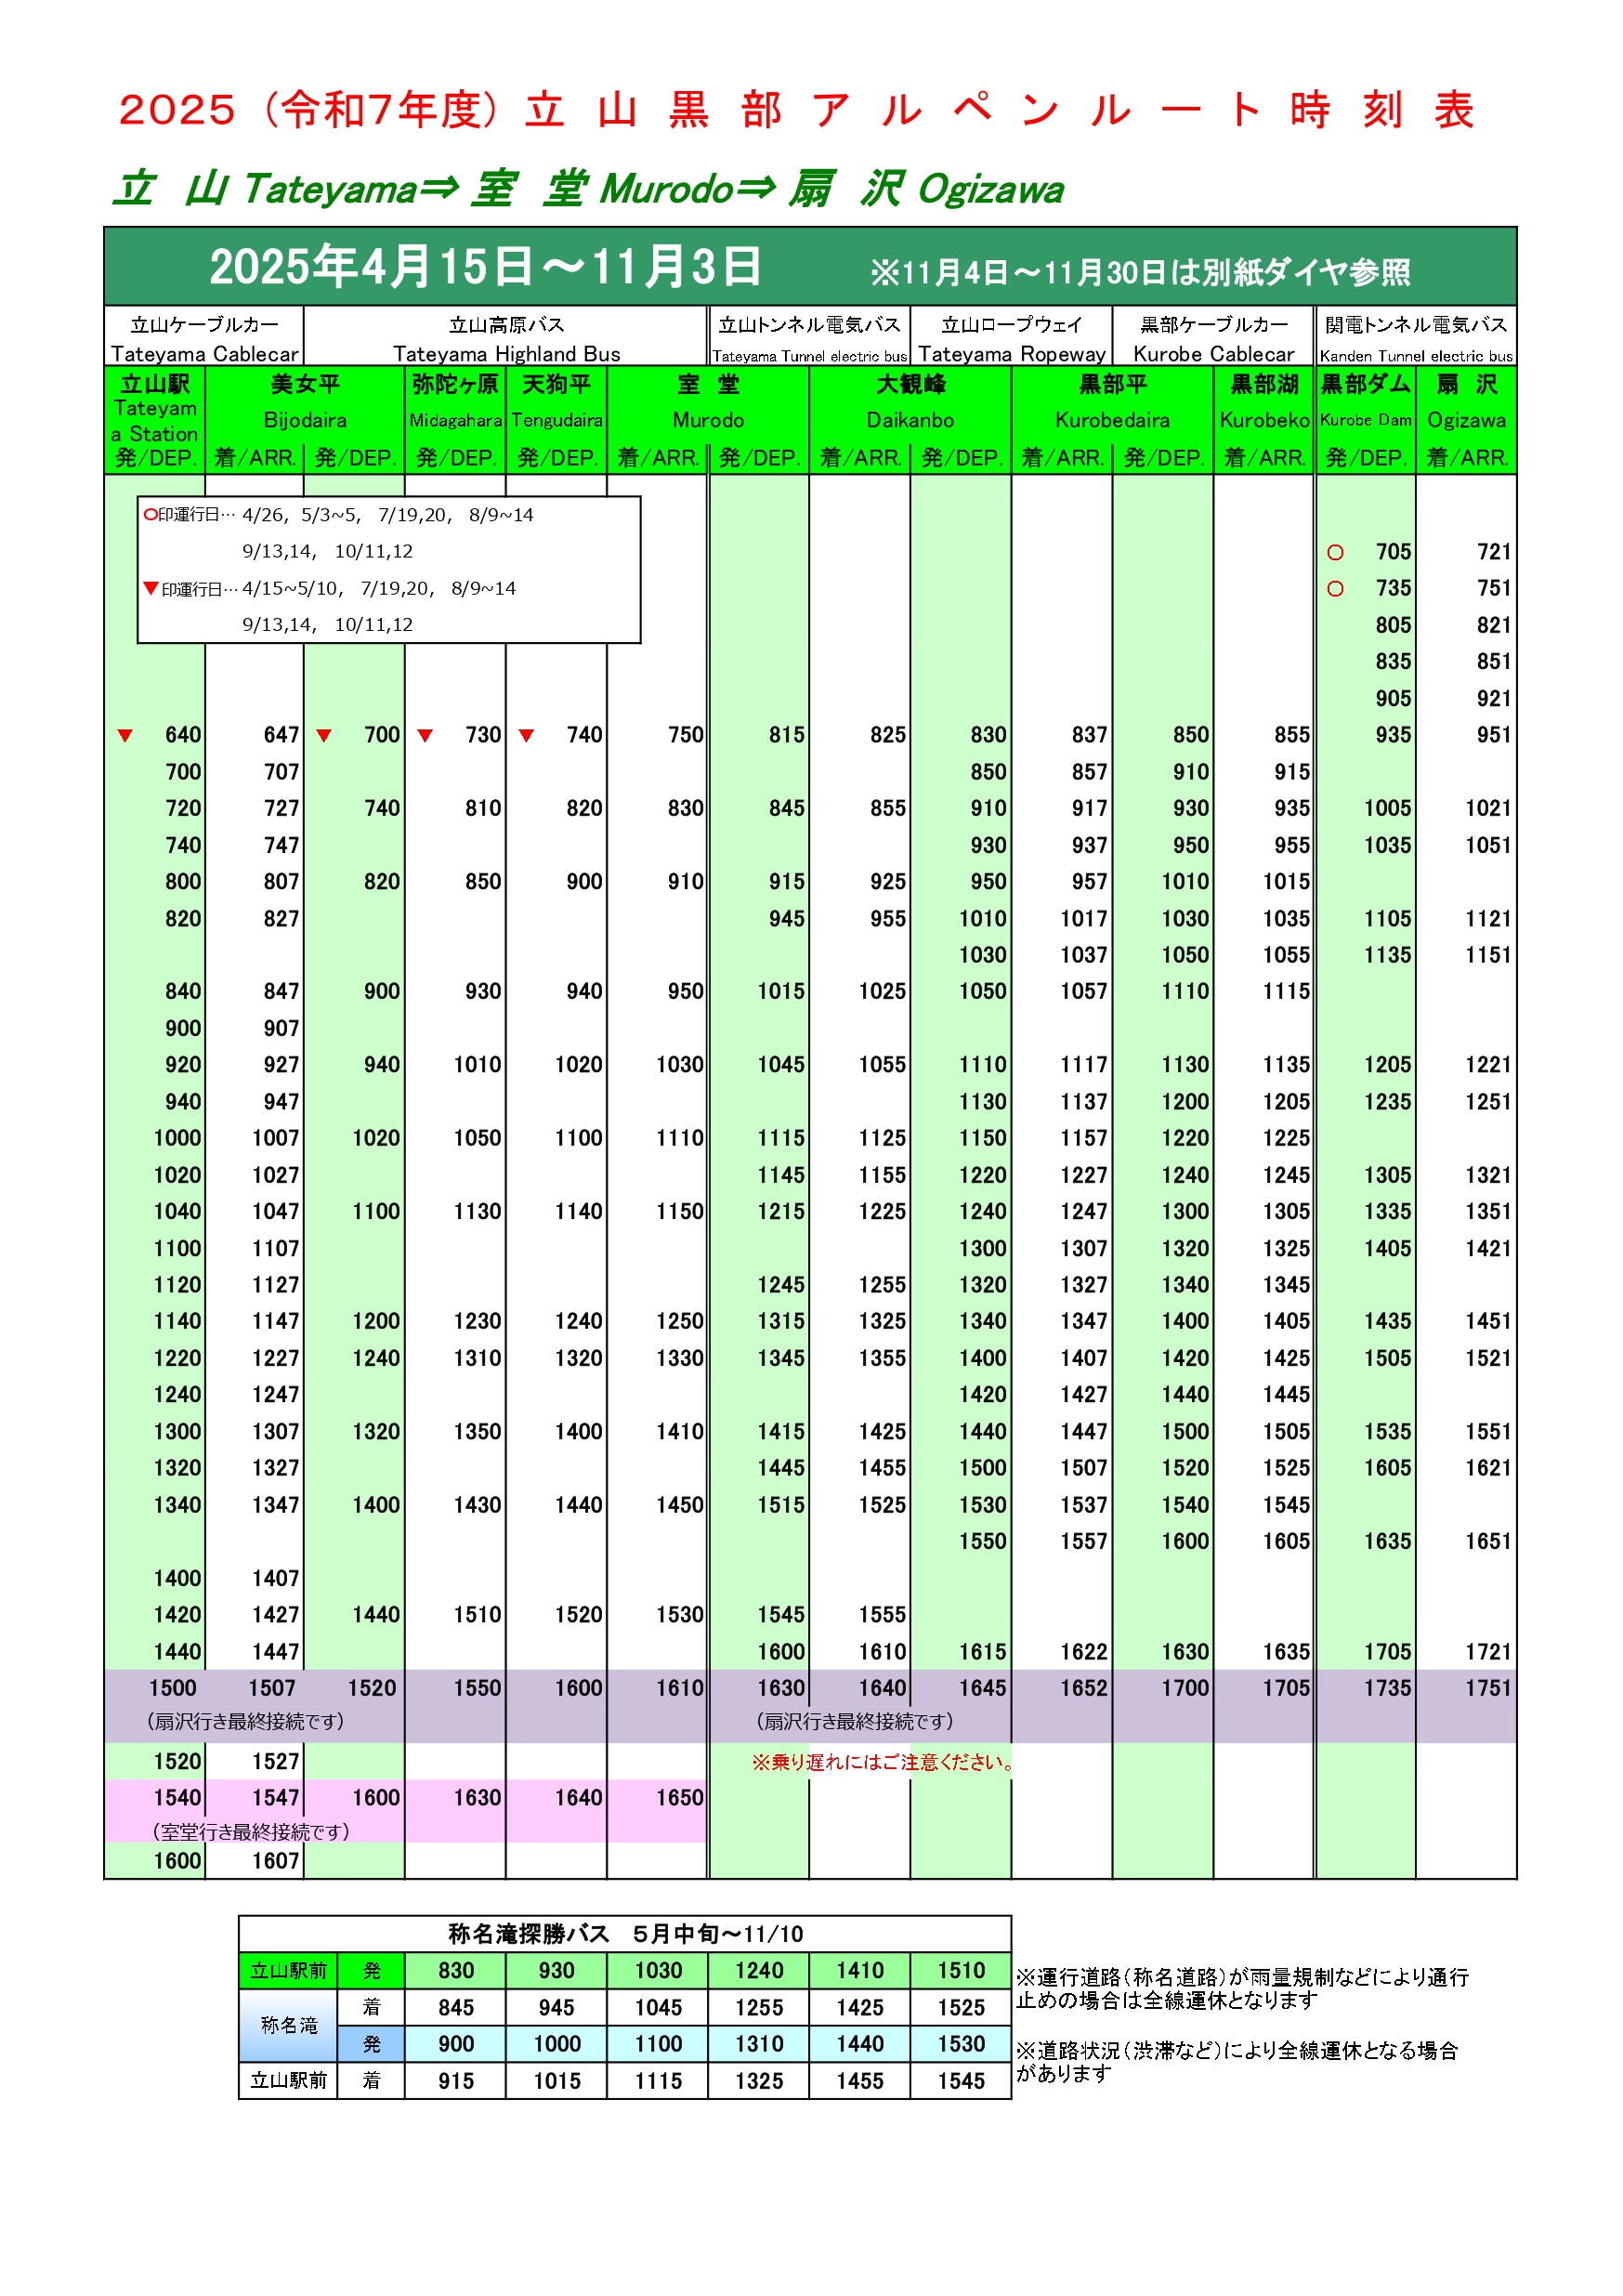 2025 (令和7年度) 立山黒部アルペンルート時刻表
立 山 Tateyama⇒ 室 堂 Murodo⇒ 扇 沢 Ogizawa
2025年4月15日～11月3日 ※11月4日～11月30日は別紙ダイヤ参照
立山ケーブルカー 立山高原バス 立山トンネル電気バス 立山ロープウェイ 黒部ケーブルカー 関電トンネル電気バス
Tateyama Cablecar Tateyama Highland Bus Tateyama Tunnel electric bus Tateyama Ropeway Kurobe Cablecar Kanden Tunnel electric bus
立山駅 美女平 弥陀ヶ原 天狗平 室 堂 大観峰 黒部平 黒部湖 黒部ダム 扇 沢
Tateyam
a Station Bijodaira Midagahara Tengudaira Murodo Daikanbo Kurobedaira Kurobeko Kurobe Dam Ogizawa
発/DEP. 着/ARR. 発/DEP. 発/DEP. 発/DEP. 着/ARR. 発/DEP. 着/ARR. 発/DEP. 着/ARR. 発/DEP. 着/ARR. 発/DEP. 着/ARR.
○印運行日… 4/26, 5/3~5, 7/19,20, 8/9~14
9/13,14, 10/11,12
○ 705 721
▼印運行日… 4/15~5/10, 7/19,20, 8/9~14
○ 735 751
9/13,14, 10/11,12
805 821
835 851
905 921
▼ 640 647 ▼ 700 ▼ 730 ▼ 740 750 815 825 830 837 850 855 935 951
700 707 850 857 910 915
720 727 740 810 820 830 845 855 910 917 930 935 1005 1021
740 747 930 937 950 955 1035 1051
800 807 820 850 900 910 915 925 950 957 1010 1015
820 827 945 955 1010 1017 1030 1035 1105 1121
1030 1037 1050 1055 1135 1151
840 847 900 930 940 950 1015 1025 1050 1057 1110 1115
900 907
920 927 940 1010 1020 1030 1045 1055 1110 1117 1130 1135 1205 1221
940 947 1130 1137 1200 1205 1235 1251
1000 1007 1020 1050 1100 1110 1115 1125 1150 1157 1220 1225
1020 1027 1145 1155 1220 1227 1240 1245 1305 1321
1040 1047 1100 1130 1140 1150 1215 1225 1240 1247 1300 1305 1335 1351
1100 1107 1300 1307 1320 1325 1405 1421
1120 1127 1245 1255 1320 1327 1340 1345
1140 1147 1200 1230 1240 1250 1315 1325 1340 1347 1400 1405 1435 1451
1220 1227 1240 1310 1320 1330 1345 1355 1400 1407 1420 1425 1505 1521
1240 1247 1420 1427 1440 1445
1300 1307 1320 1350 1400 1410 1415 1425 1440 1447 1500 1505 1535 1551
1320 1327 1445 1455 1500 1507 1520 1525 1605 1621
1340 1347 1400 1430 1440 1450 1515 1525 1530 1537 1540 1545
1550 1557 1600 1605 1635 1651
1400 1407
1420 1427 1440 1510 1520 1530 1545 1555
1440 1447 1600 1610 1615 1622 1630 1635 1705 1721
1500 1507 1520 1550 1600 1610 1630 1640 1645 1652 1700 1705 1735 1751
(扇沢行き最終接続です) (扇沢行き最終接続です)
1520 1527 ※乗り遅れにはご注意ください。
1540 1547 1600 1630 1640 1650
(室堂行き最終接続です)
1600 1607
称名滝探勝バス 5月中旬～11/10
立山駅前 発 830 930 1030 1240 1410 1510
称名滝 着 845 945 1045 1255 1425 1525
発 900 1000 1100 1310 1440 1530
立山駅前 着 915 1015 1115 1325 1455 1545
※運行道路(称名道路)が雨量規制などにより通行
止めの場合は全線運休となります
※道路状況(渋滞など)により全線運休となる場合
があります